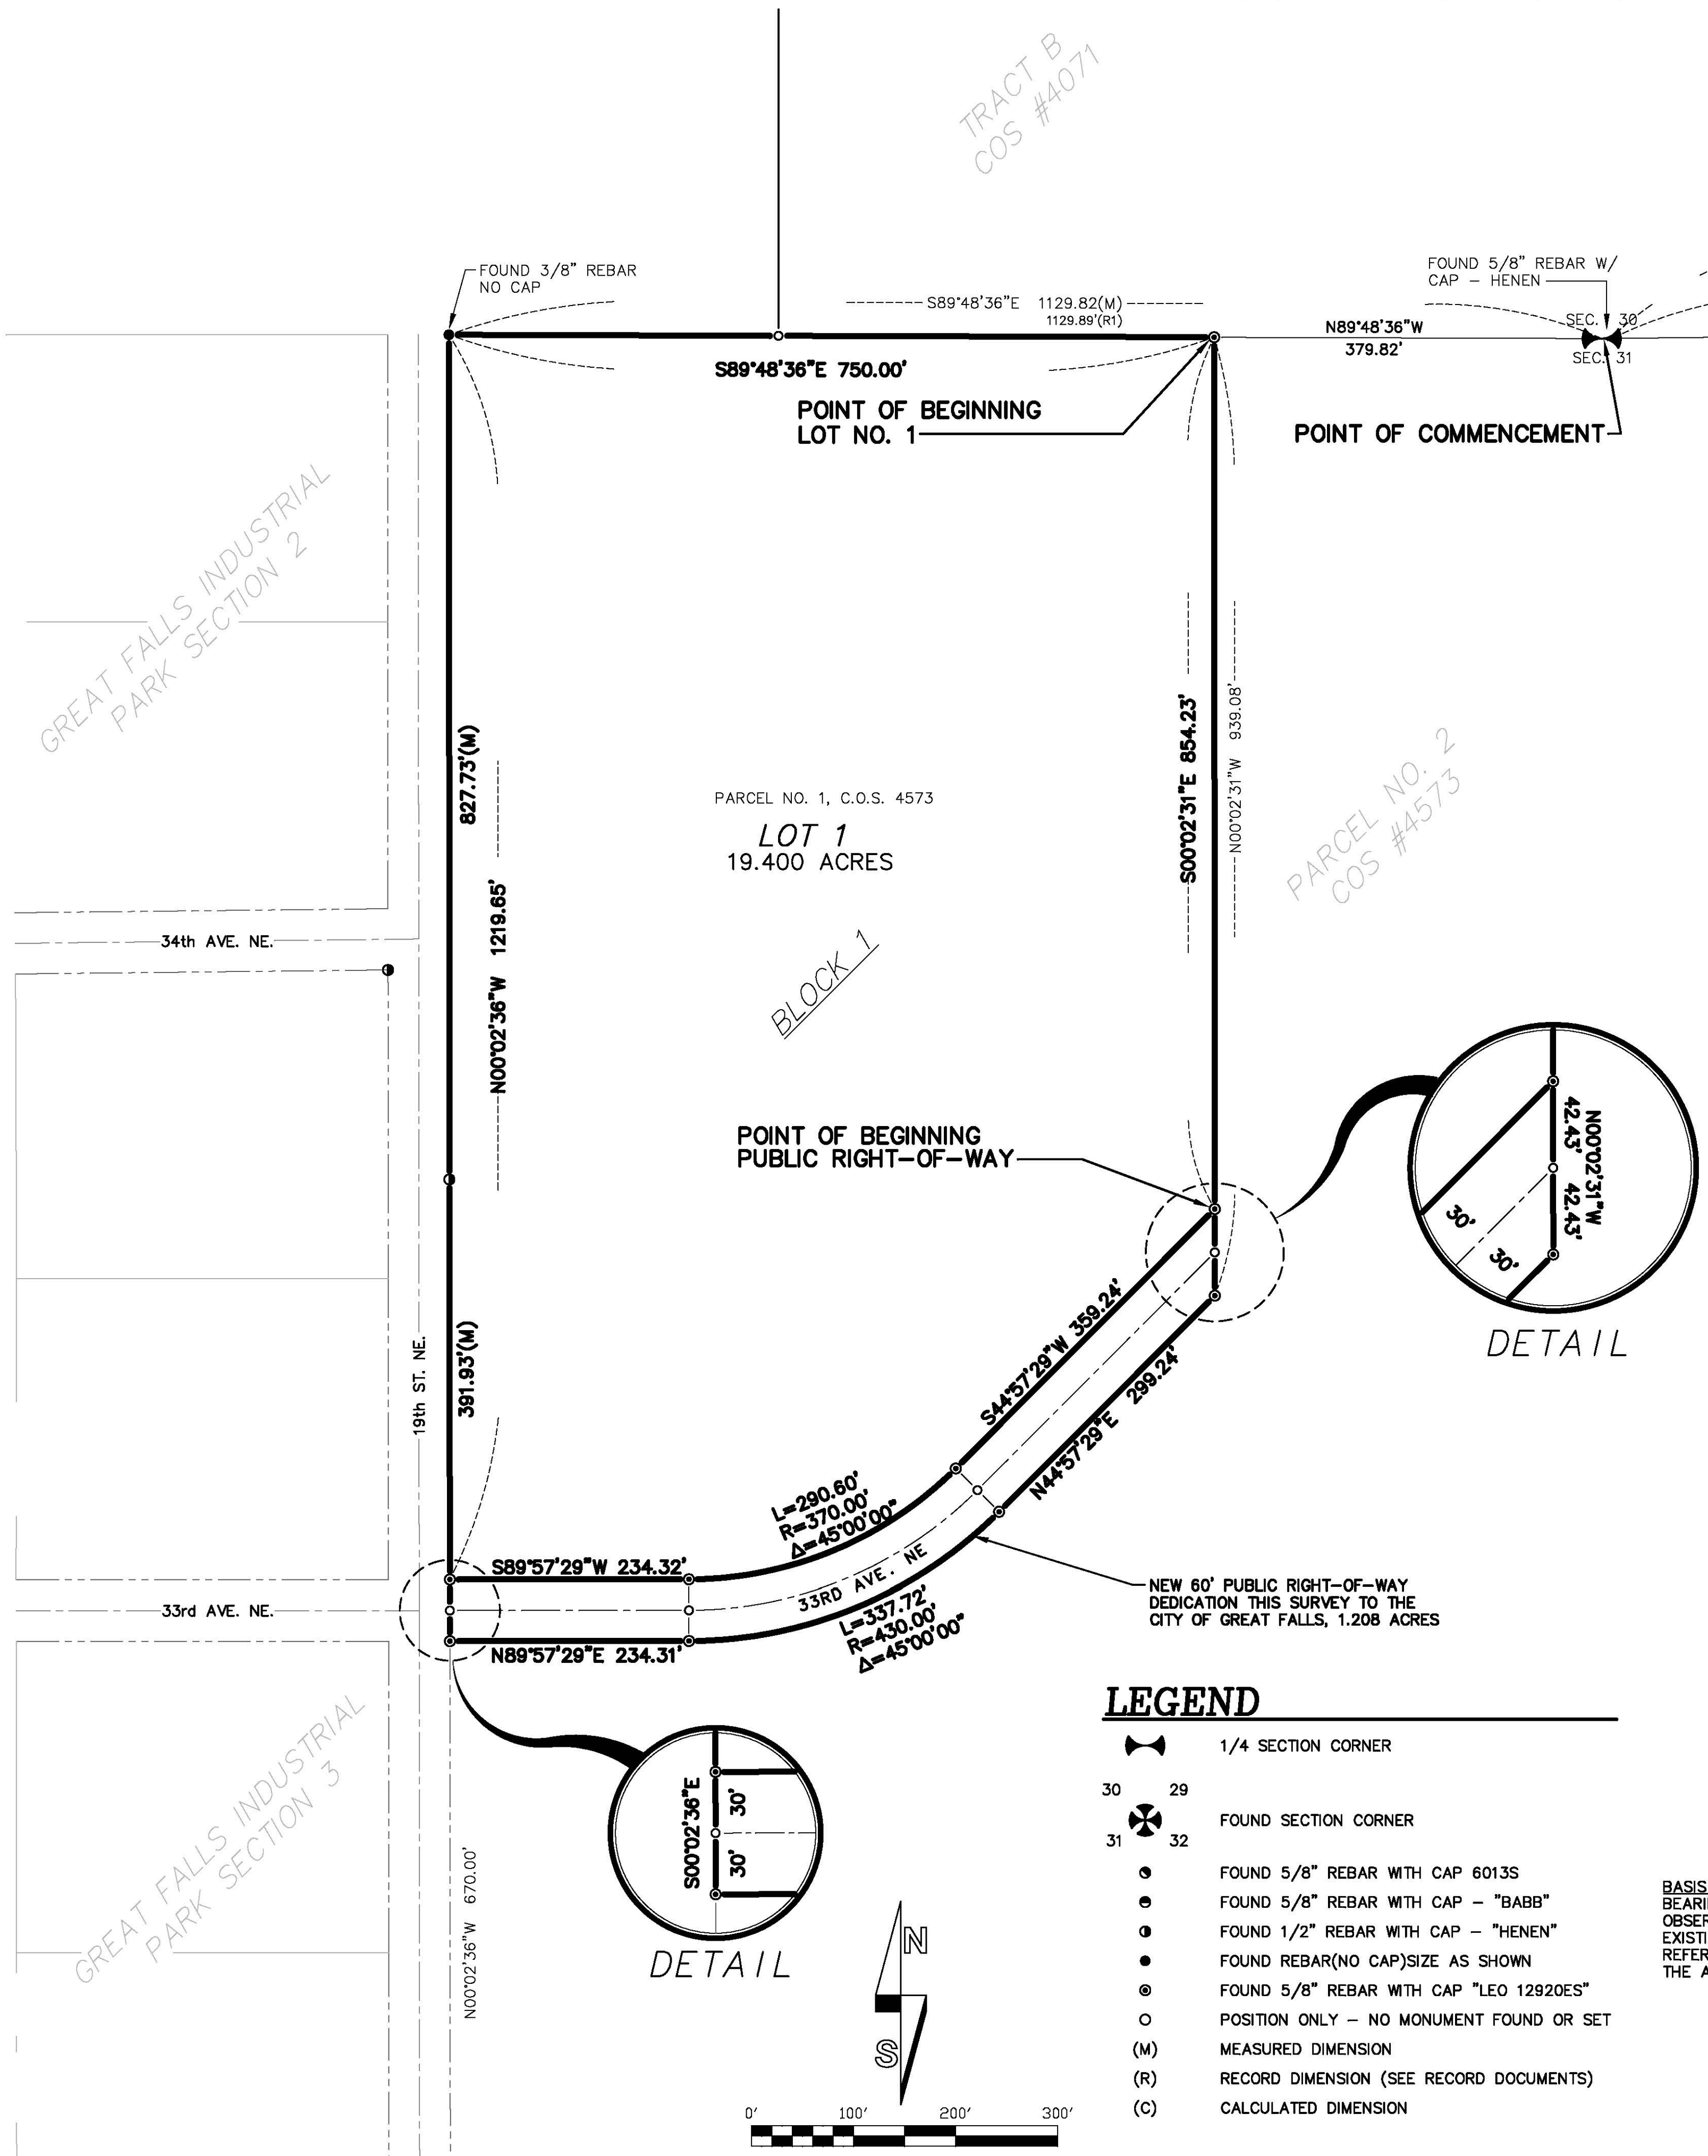 TRACT B
COS #4071
FOUND 3/8" REBAR
NO CAP
FOUND 5/8" REBAR W/
CAP – HENEN
S89°48'36"E 1129.82(M)
1129.89'(R1)
N89°48'36"W
379.82'
SEC. 30
SEC. 31
S89°48'36"E 750.00'
POINT OF BEGINNING
LOT NO. 1
POINT OF COMMENCEMENT
GREAT FALLS INDUSTRIAL
PARK SECTION 2
827.73'(M)
N00°02'36"W 1219.65'
S00°02'31"E 854.23'
N00°02'31"W 939.08'
PARCEL NO. 2
COS #4573
PARCEL NO. 1, C.O.S. 4573
LOT 1
19.400 ACRES
BLOCK 1
34th AVE. NE.
POINT OF BEGINNING
PUBLIC RIGHT–OF–WAY
N00°02'31"W
42.43' 42.43'
30'
30'
DETAIL
19th ST. NE.
391.93'(M)
S44°57'29"W 359.24'
N44°57'29"E 299.24'
L=290.60'
R=370.00'
Δ=45°00'00"
S89°57'29"W 234.32'
33rd AVE. NE.
33RD AVE. NE
N89°57'29"E 234.31'
L=337.72'
R=430.00'
Δ=45°00'00"
NEW 60' PUBLIC RIGHT–OF–WAY
DEDICATION THIS SURVEY TO THE
CITY OF GREAT FALLS, 1.208 ACRES
GREAT FALLS INDUSTRIAL
PARK SECTION 3
N00°02'36"W 670.00'
S00°02'36"E
30'
30'
DETAIL
N
S
0' 100' 200' 300'
LEGEND
1/4 SECTION CORNER
30 29
FOUND SECTION CORNER
31 32
FOUND 5/8" REBAR WITH CAP 6013S
FOUND 5/8" REBAR WITH CAP – "BABB"
FOUND 1/2" REBAR WITH CAP – "HENEN"
FOUND REBAR(NO CAP)SIZE AS SHOWN
FOUND 5/8" REBAR WITH CAP "LEO 12920ES"
POSITION ONLY – NO MONUMENT FOUND OR SET
(M) MEASURED DIMENSION
(R) RECORD DIMENSION (SEE RECORD DOCUMENTS)
(C) CALCULATED DIMENSION
BASIS
BEARI
OBSER
EXISTI
REFER
THE A